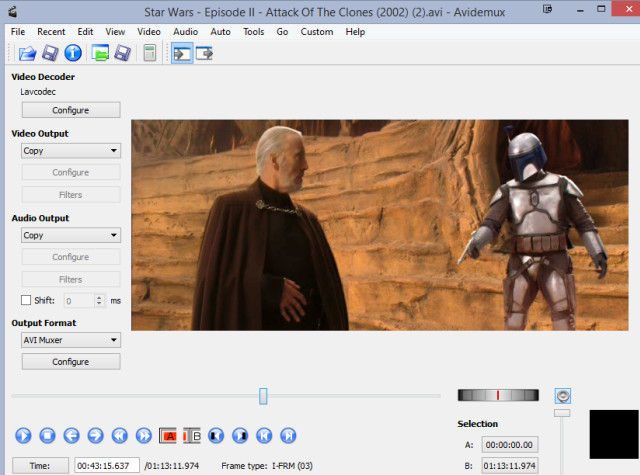 Star Wars - Episode II - Attack Of The Clones (2002) (2).avi - Avidemux
File Recent Edit View Video Audio Auto Tools Go Custom Help
Video Decoder
Lavcodec
Configure
Video Output
Copy
Configure
Filters
Audio Output
Copy
Configure
Filters
Shift: 0 ms
Output Format
AVI Muxer
Configure
A B
Selection
A: 00:00:00.00
B: 01:13:11.974
Time: 00:43:15.637 /01:13:11.974 Frame type: I-FRM (03)